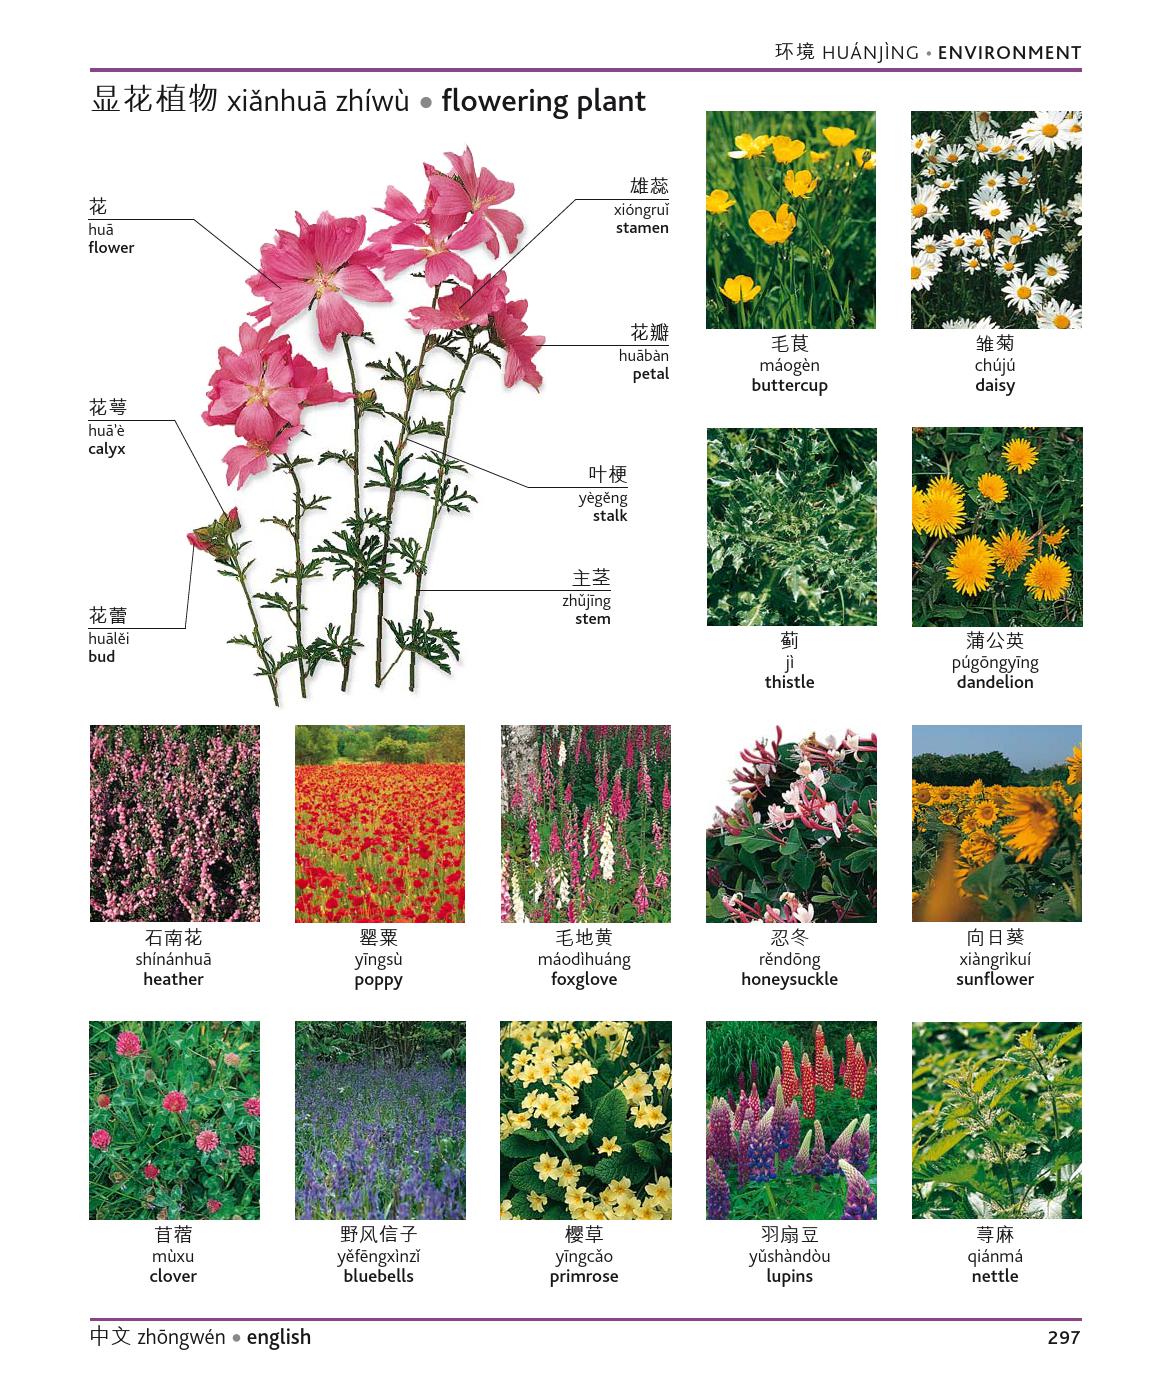 环境 HUÁNJÌNG • ENVIRONMENT
显花植物 xiǎnhuā zhíwù • flowering plant
花
huā
flower
雄蕊
xióngruǐ
stamen
花瓣
huābàn
petal
花萼
huā'è
calyx
叶梗
yègěng
stalk
主茎
zhǔjīng
stem
花蕾
huālěi
bud
毛茛
máogèn
buttercup
雏菊
chújú
daisy
蓟
jì
thistle
蒲公英
púgōngyīng
dandelion
石南花
shínánhuā
heather
罂粟
yīngsù
poppy
毛地黄
máodìhuáng
foxglove
忍冬
rěndōng
honeysuckle
向日葵
xiàngrìkuí
sunflower
苜蓿
mùxu
clover
野风信子
yěfēngxìnzǐ
bluebells
樱草
yīngcǎo
primrose
羽扇豆
yǔshàndòu
lupins
荨麻
qiánmá
nettle
中文 zhōngwén • english
297